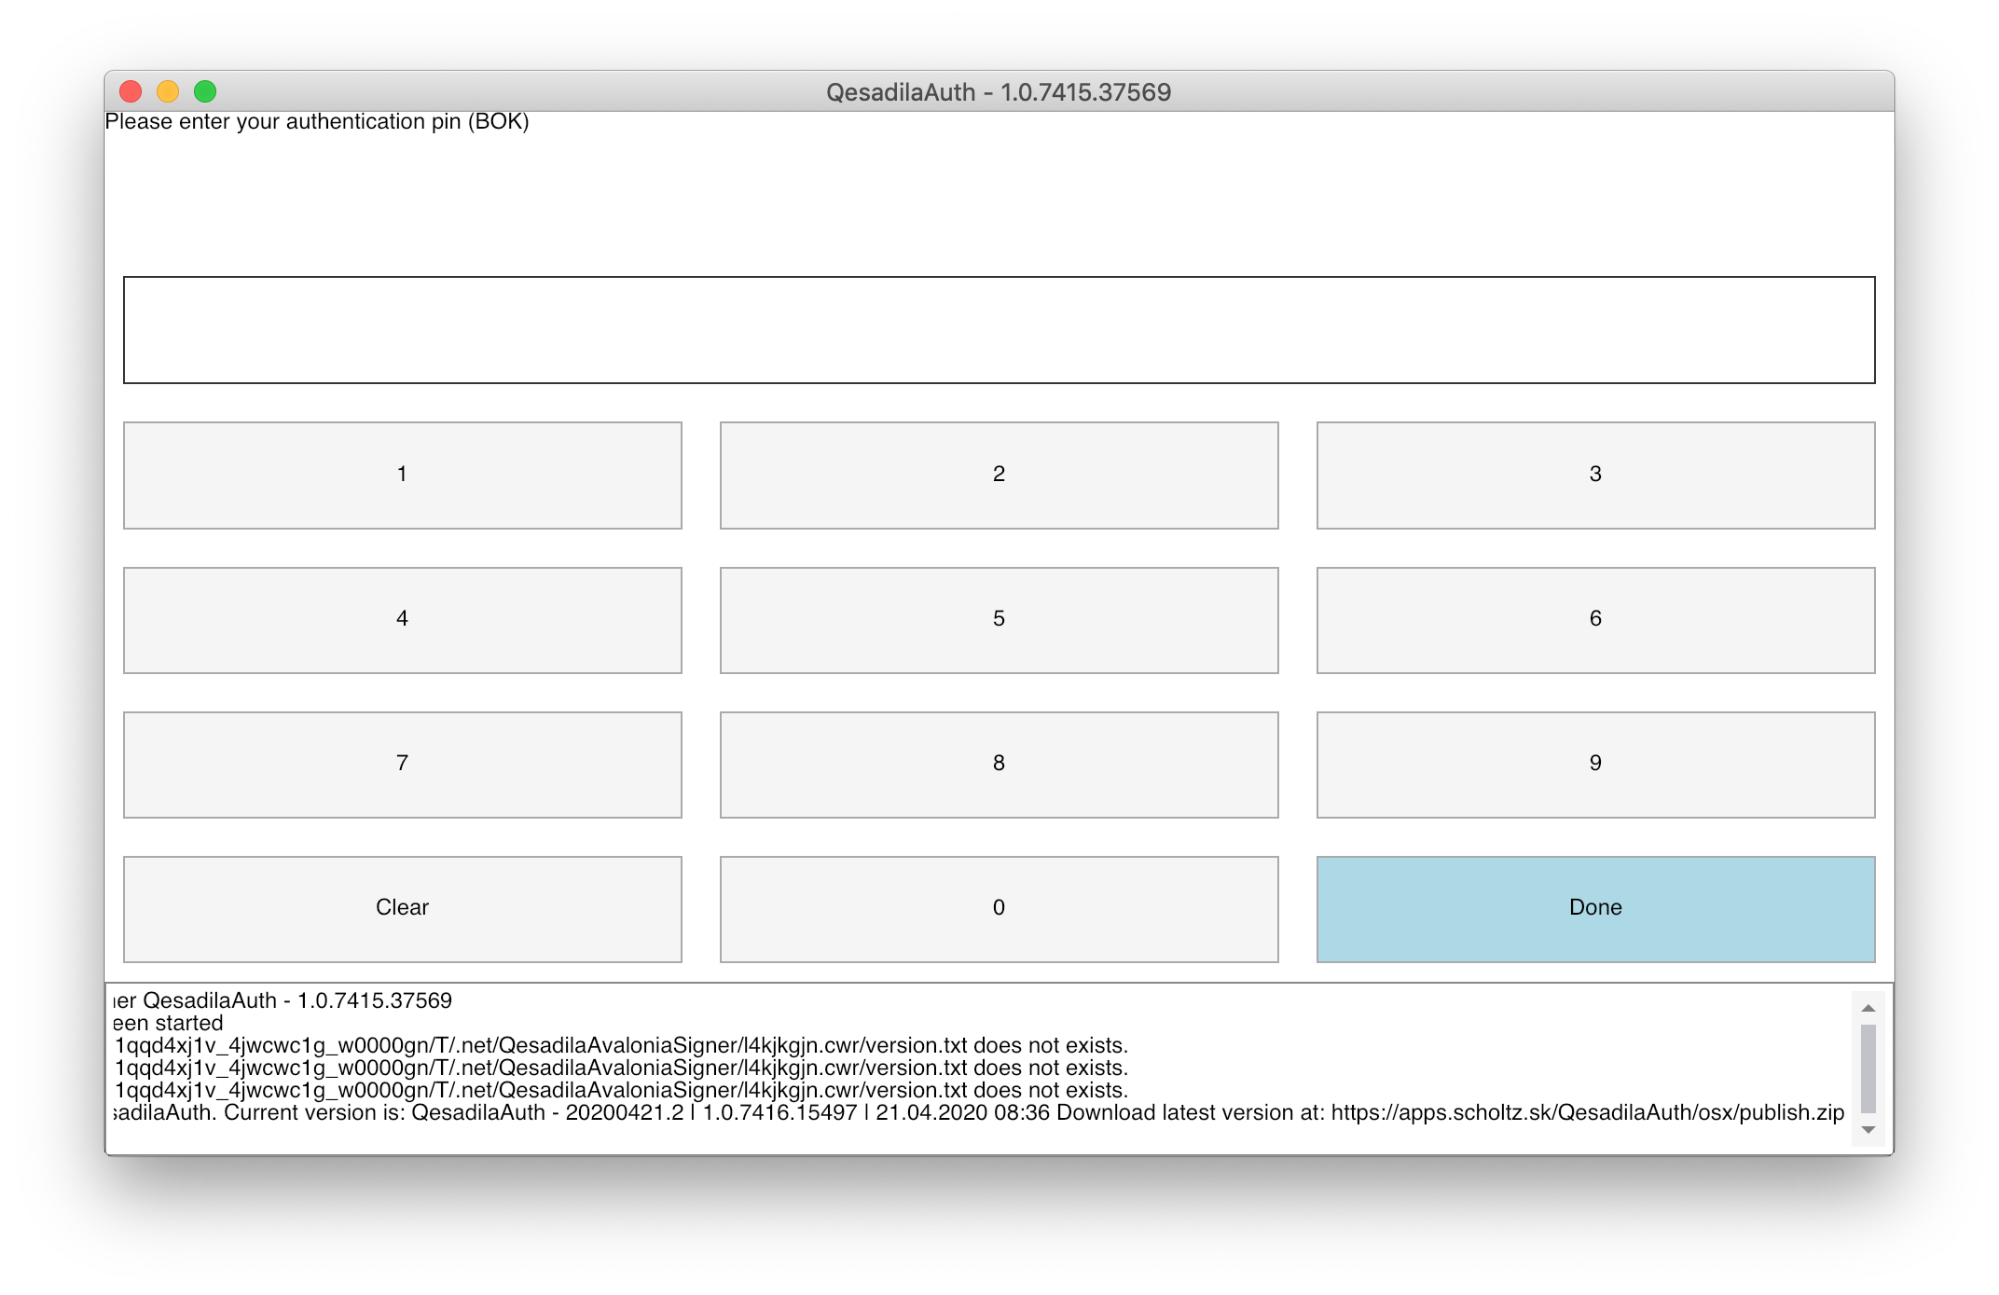 QesadilaAuth - 1.0.7415.37569
Please enter your authentication pin (BOK)
1 2 3
4 5 6
7 8 9
Clear 0 Done
QesadilaAuth - 1.0.7415.37569
een started
1qqd4xj1v_4jwcwc1g_w0000gn/T/.net/QesadilaAvaloniaSigner/l4kjkgjn.cwr/version.txt does not exists.
1qqd4xj1v_4jwcwc1g_w0000gn/T/.net/QesadilaAvaloniaSigner/l4kjkgjn.cwr/version.txt does not exists.
1qqd4xj1v_4jwcwc1g_w0000gn/T/.net/QesadilaAvaloniaSigner/l4kjkgjn.cwr/version.txt does not exists.
sadilaAuth. Current version is: QesadilaAuth - 20200421.2 | 1.0.7416.15497 | 21.04.2020 08:36 Download latest version at: https://apps.scholtz.sk/QesadilaAuth/osx/publish.zip